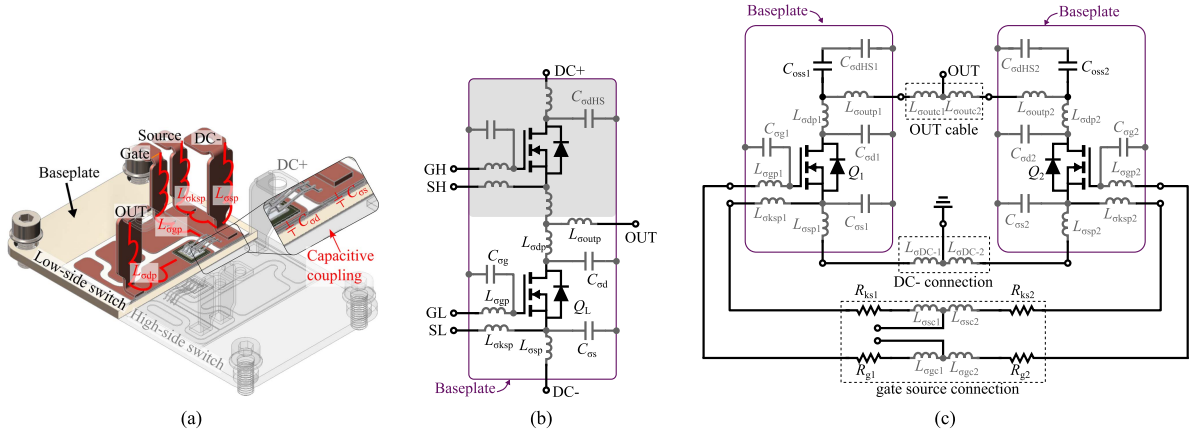 Source
DC-
Gate
DC+
Baseplate
OUT
Lσksp
Lσsp
Lσgp
Lσdp
Cσd
Cσs
Capacitive
coupling
Low-side switch
High-side switch
(a)
DC+
CσdHS
GH
SH
Lσoutp
OUT
Lσdp
Cσg
Cσd
Lσgp
GL
QL
SL
Lσksp
Lσsp
Cσs
Baseplate
DC-
(b)
Baseplate
Baseplate
CσdHS1
Coss1
OUT
CσdHS2
Coss2
Lσoutp1
Lσoutc1
Lσoutc2
Lσoutp2
OUT cable
Lσdp1
Lσdp2
Cσg1
Cσd1
Cσd2
Cσg2
Lσgp1
Q1
Q2
Lσgp2
Lσksp1
Cσs1
Cσs2
Lσksp2
Lσsp1
Lσsp2
LσDC-1
LσDC-2
DC- connection
Rks1
Rks2
Lσsc1
Lσsc2
Rg1
Lσgc1
Lσgc2
Rg2
gate source connection
(c)